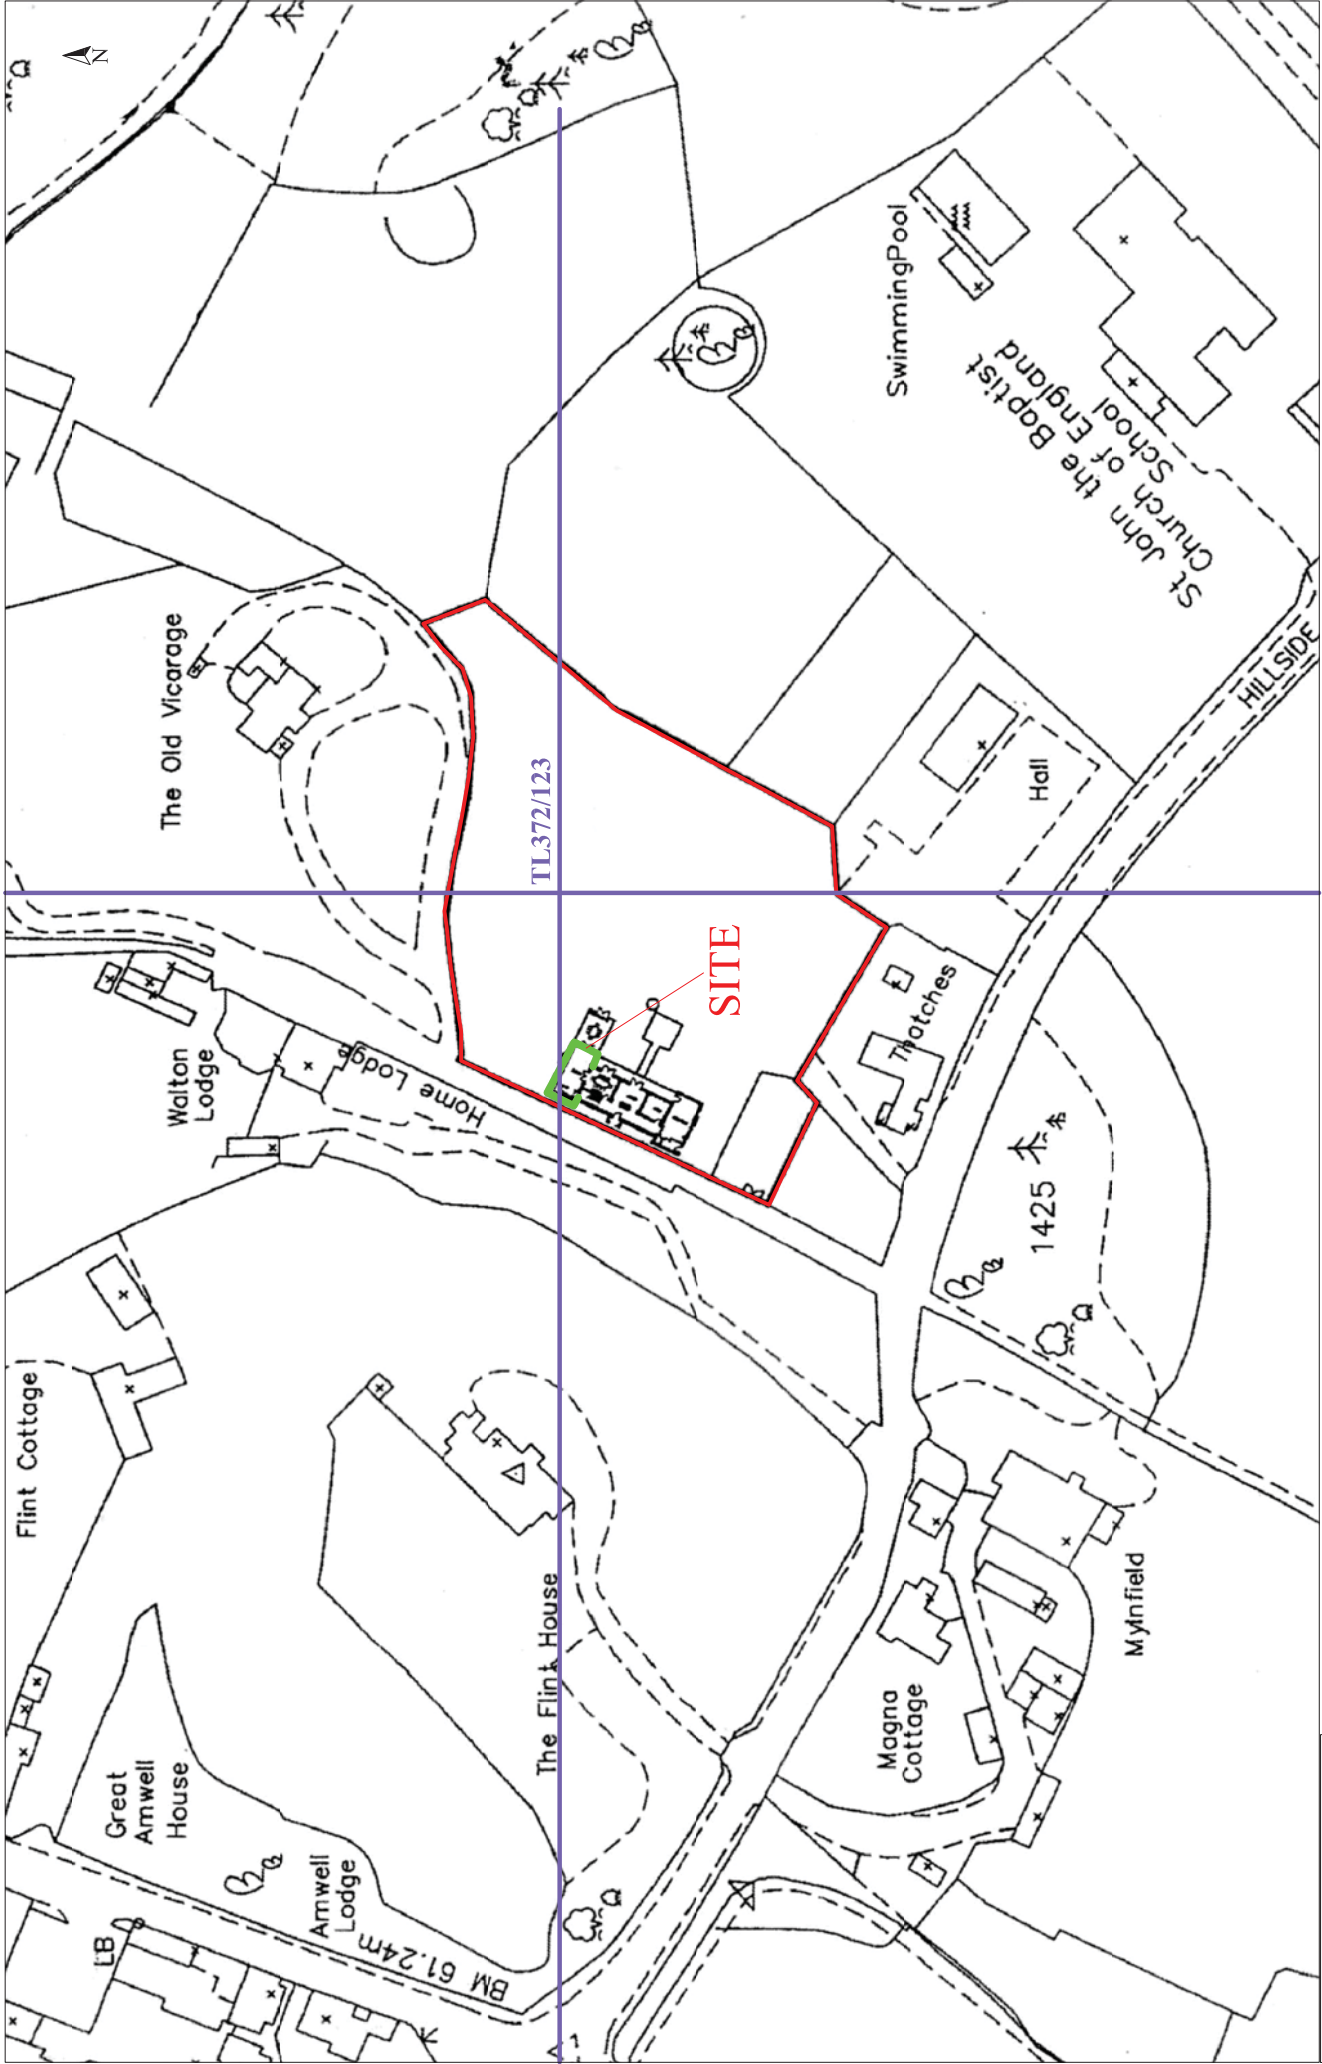 N
Flint Cottage
Great
Amwell
House
LB
Amwell
Lodge
BM 61.24m
The Flint House
Walton
Lodge
Home Lodge
The Old Vicarage
TL372/123
SITE
Thatches
Hall
SwimmingPool
St John the Baptist
Church of England
School
HILLSIDE
1425
Magna
Cottage
Mylnfield